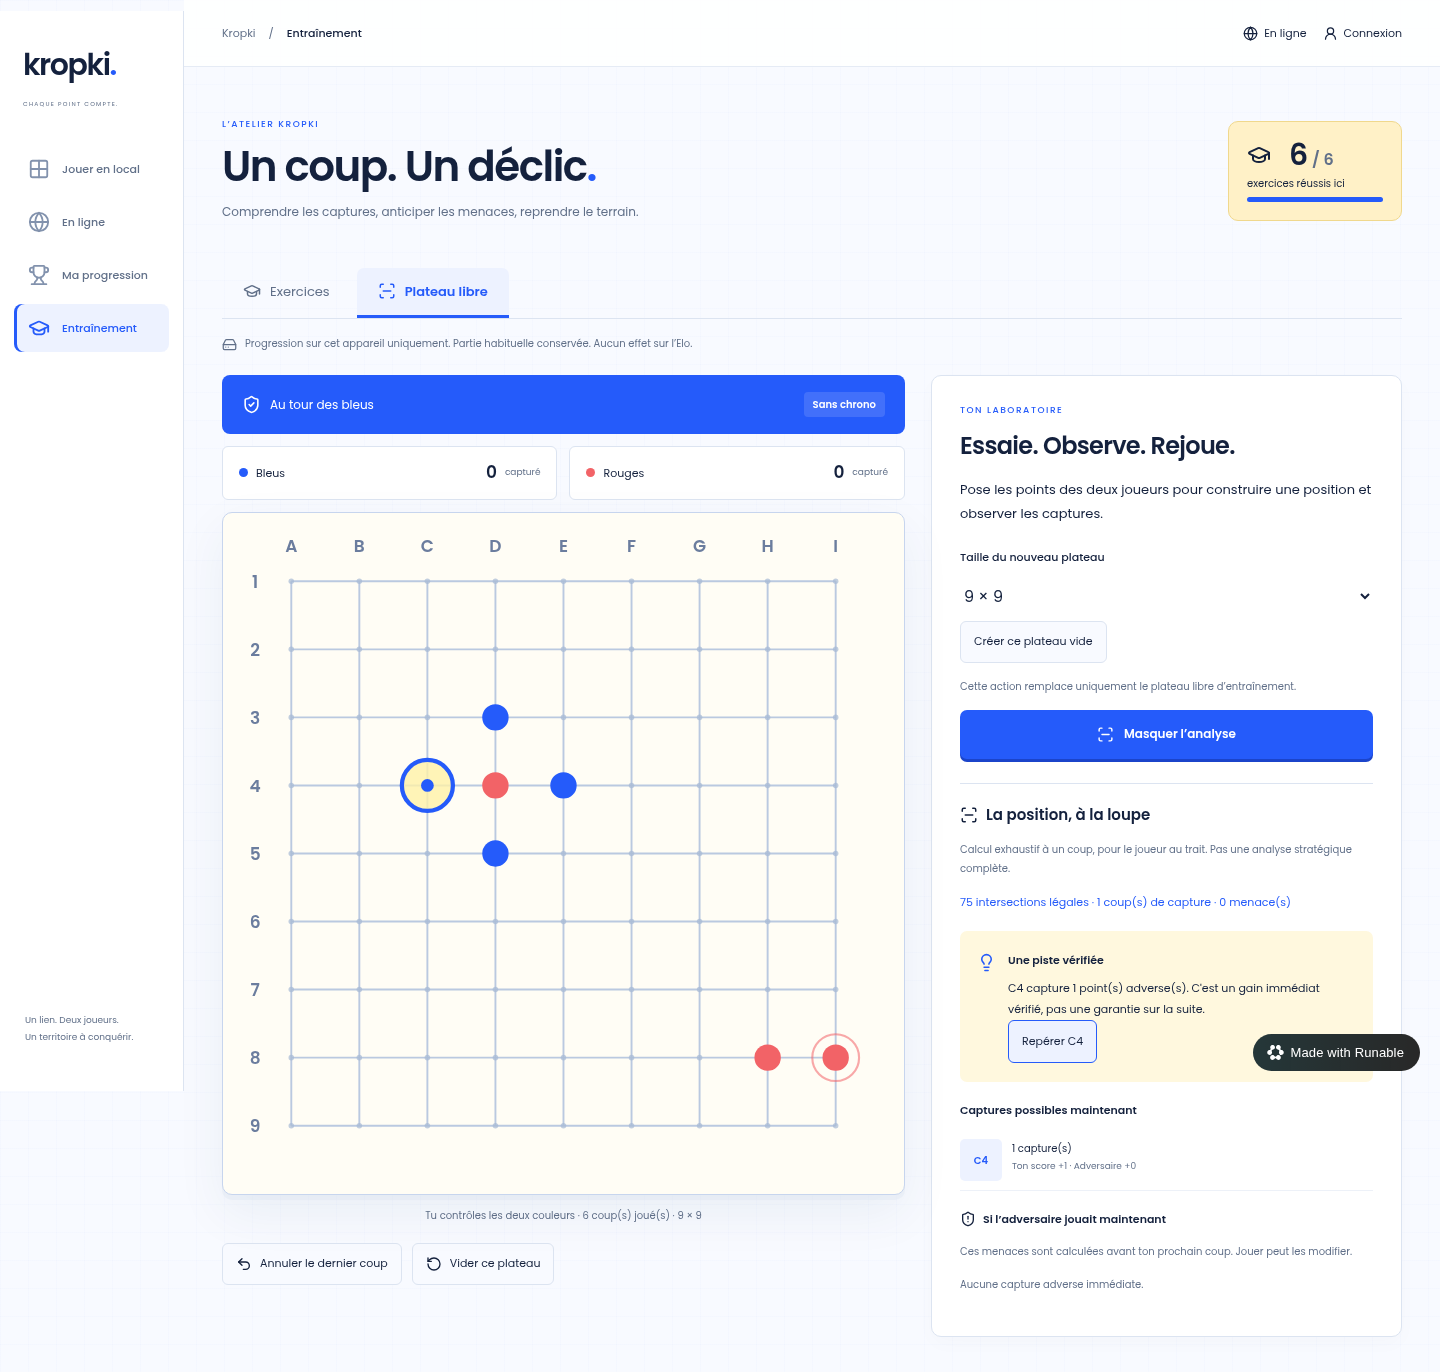 kropki.
CHAQUE POINT COMPTE.
Jouer en local
En ligne
Ma progression
Entraînement
Un lien. Deux joueurs.
Un territoire à conquérir.
Kropki / Entraînement
En ligne
Connexion
L'ATELIER KROPKI
Un coup. Un déclic.
Comprendre les captures, anticiper les menaces, reprendre le terrain.
6 / 6
exercices réussis ici
Exercices
Plateau libre
Progression sur cet appareil uniquement. Partie habituelle conservée. Aucun effet sur l’Elo.
Au tour des bleus
Sans chrono
Bleus 0 capturé
Rouges 0 capturé
A B C D E F G H I
1
2
3
4
5
6
7
8
9
Tu contrôles les deux couleurs · 6 coup(s) joué(s) · 9 × 9
Annuler le dernier coup
Vider ce plateau
TON LABORATOIRE
Essaie. Observe. Rejoue.
Pose les points des deux joueurs pour construire une position et
observer les captures.
Taille du nouveau plateau
9 × 9
Créer ce plateau vide
Cette action remplace uniquement le plateau libre d’entraînement.
Masquer l’analyse
La position, à la loupe
Calcul exhaustif à un coup, pour le joueur au trait. Pas une analyse stratégique
complète.
75 intersections légales · 1 coup(s) de capture · 0 menace(s)
Une piste vérifiée
C4 capture 1 point(s) adverse(s). C'est un gain immédiat
vérifié, pas une garantie sur la suite.
Repérer C4
Made with Runable
Captures possibles maintenant
C4
1 capture(s)
Ton score +1 · Adversaire +0
Si l’adversaire jouait maintenant
Ces menaces sont calculées avant ton prochain coup. Jouer peut les modifier.
Aucune capture adverse immédiate.